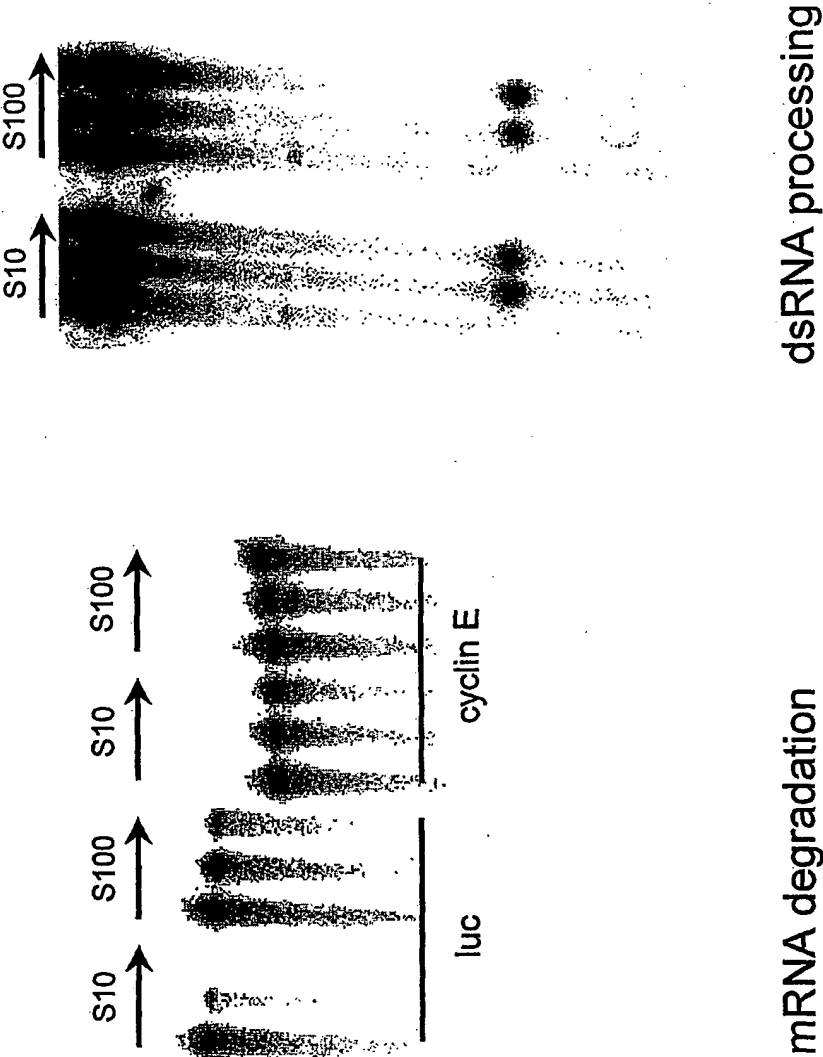 S10
S100
S10
S100
luc
cyclin E
mRNA degradation
S10
S100
dsRNA processing